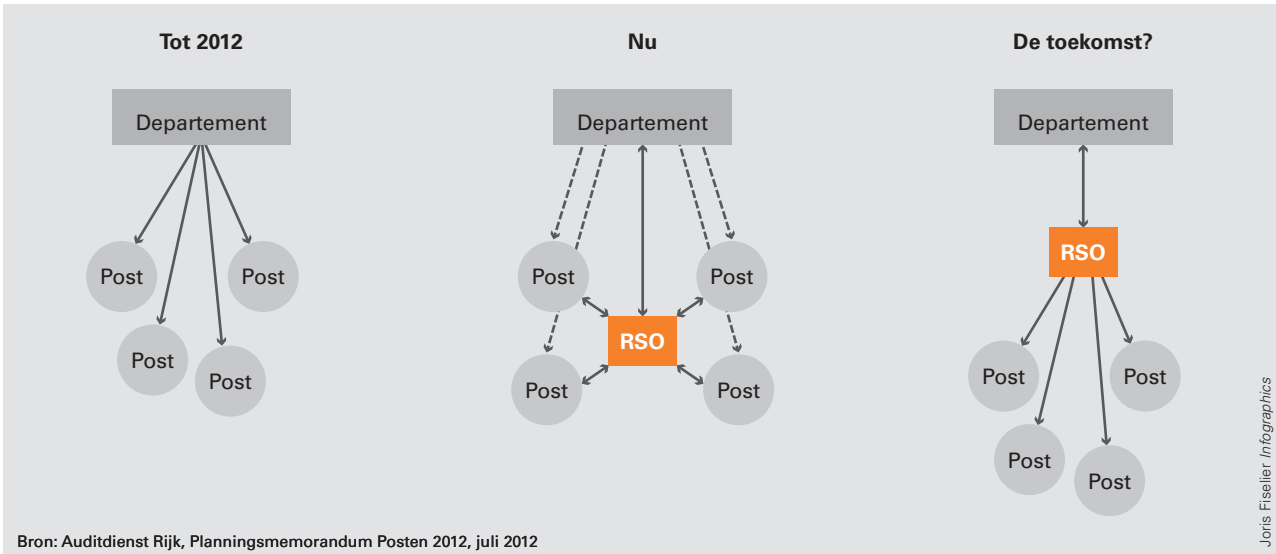 Tot 2012
Departement
Post
Post
Post
Post
Nu
Departement
Post
Post
RSO
Post
Post
De toekomst?
Departement
RSO
Post
Post
Post
Post
Bron: Auditdienst Rijk, Planningsmemorandum Posten 2012, juli 2012
Joris Fiselier Infographics